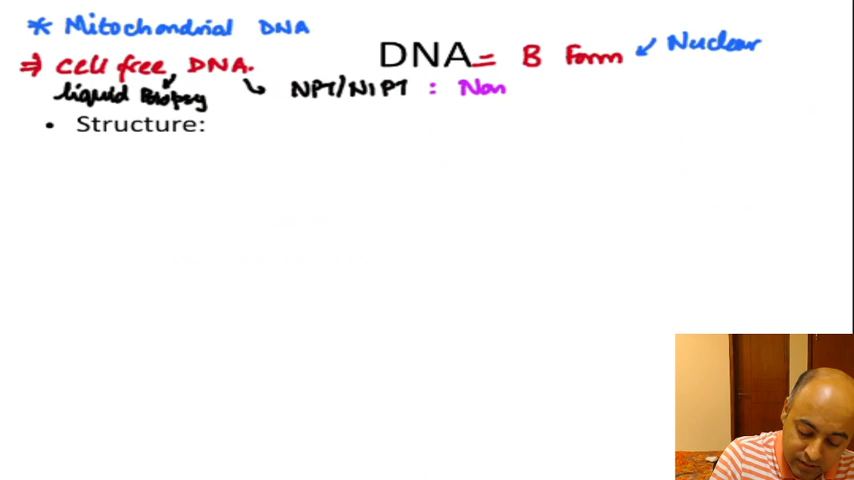 * Mitochondrial DNA
DNA = B Form ↙ Nuclear
⇒ cell free DNA.
liquid Biopsy ↳ NPT/NIPT : Non
• Structure: